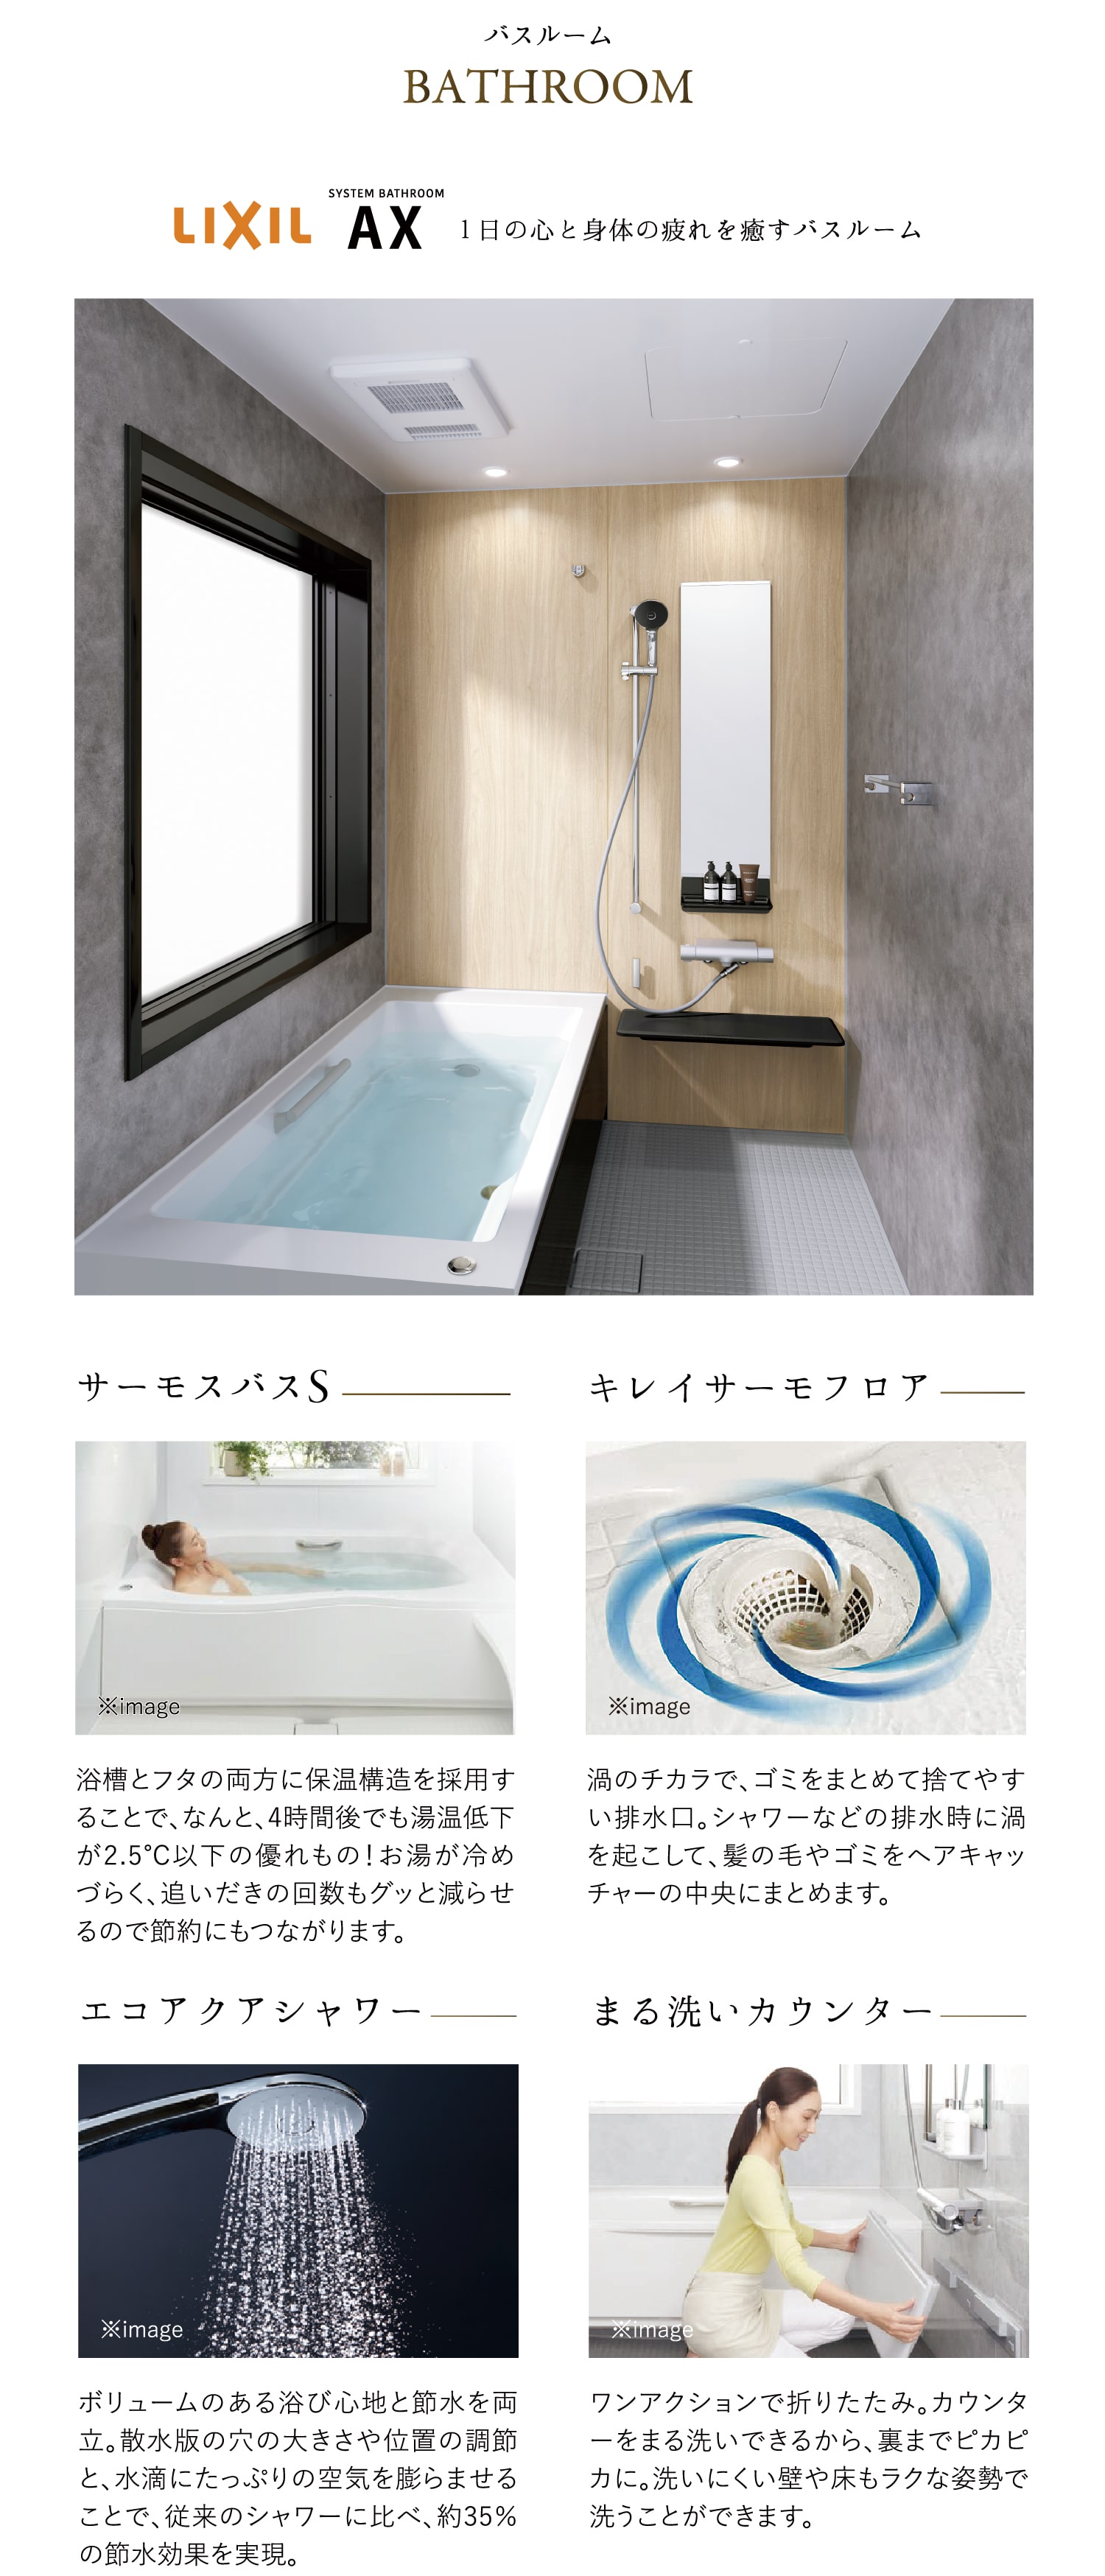 バスルーム
BATHROOM
LIXIL
SYSTEM BATHROOM
AX
1日の心と身体の疲れを癒すバスルーム
サーモスバスS
※image
浴槽とフタの両方に保温構造を採用す
ることで、なんと、4時間後でも湯温低下
が2.5℃以下の優れもの!お湯が冷め
づらく、追いだきの回数もグッと減らせ
るので節約にもつながります。
キレイサーモフロア
※image
渦のチカラで、ゴミをまとめて捨てやす
い排水口。シャワーなどの排水時に渦
を起こして、髪の毛やゴミをヘアキャッ
チャーの中央にまとめます。
エコアクアシャワー
※image
ボリュームのある浴び心地と節水を両
立。散水版の穴の大きさや位置の調節
と、水滴にたっぷりの空気を膨らませる
ことで、従来のシャワーに比べ、約35%
の節水効果を実現。
まる洗いカウンター
※image
ワンアクションで折りたたみ。カウンタ
ーをまる洗いできるから、裏までピカピ
カに。洗いにくい壁や床もラクな姿勢で
洗うことができます。